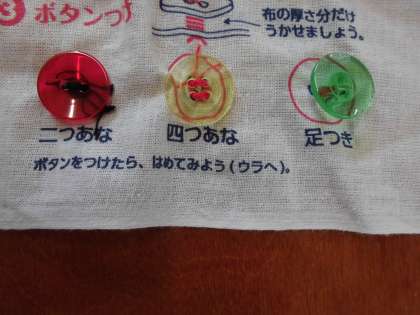 ③ボタンつ
布の厚さ分だけ
うかせましょう。
二つあな
四つあな
足つき
ボタンをつけたら、はめてみよう(ウラへ)。